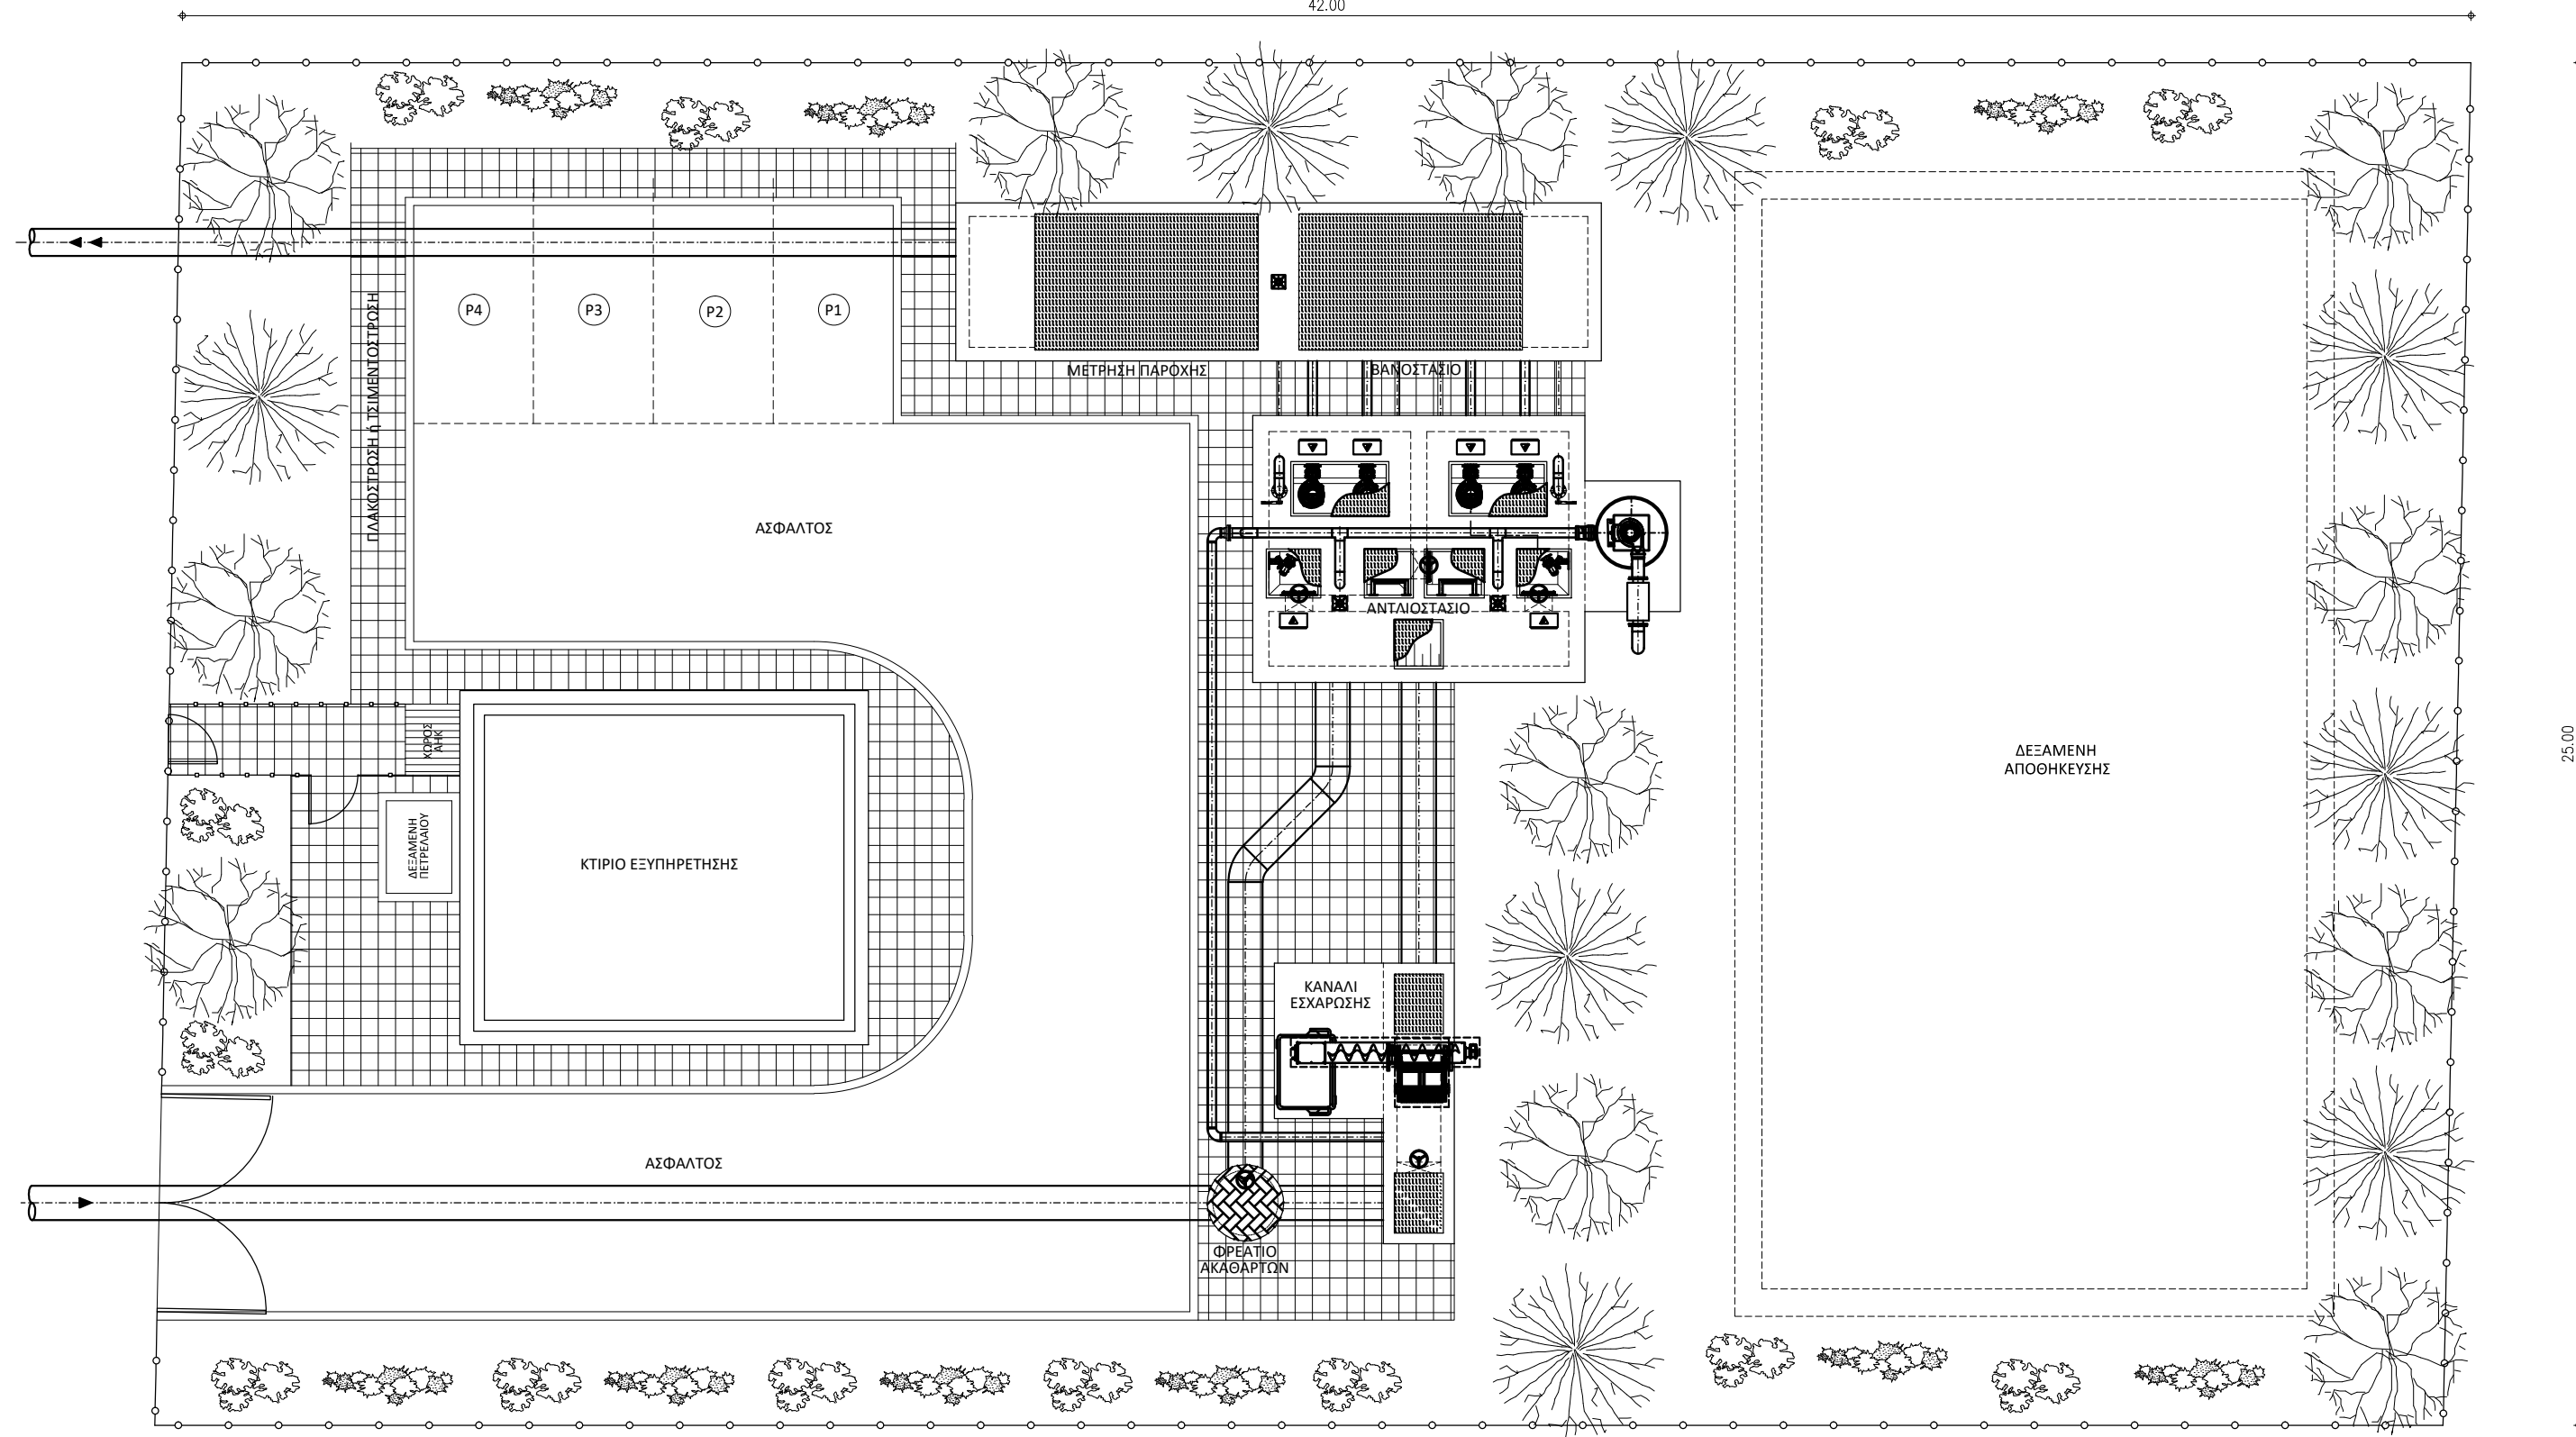 42.00
P4
P3
P2
P1
ΜΕΤΡΗΣΗ ΠΑΡΟΧΗΣ
ΒΑΝΟΣΤΑΣΙΟ
ΠΛΑΚΟΣΤΡΩΣΗ ή ΤΣΙΜΕΝΤΟΣΤΡΩΣΗ
ΑΣΦΑΛΤΟΣ
ΑΝΤΛΙΟΣΤΑΣΙΟ
ΧΩΡΟΣ
ΑΗΚ
ΔΕΞΑΜΕΝΗ
ΑΠΟΘΗΚΕΥΣΗΣ
25.00
ΔΕΞΑΜΕΝΗ
ΠΕΤΡΕΛΑΙΟΥ
ΚΤΙΡΙΟ ΕΞΥΠΗΡΕΤΗΣΗΣ
ΚΑΝΑΛΙ
ΕΣΧΑΡΩΣΗΣ
ΑΣΦΑΛΤΟΣ
ΦΡΕΑΤΙΟ
ΑΚΑΘΑΡΤΩΝ